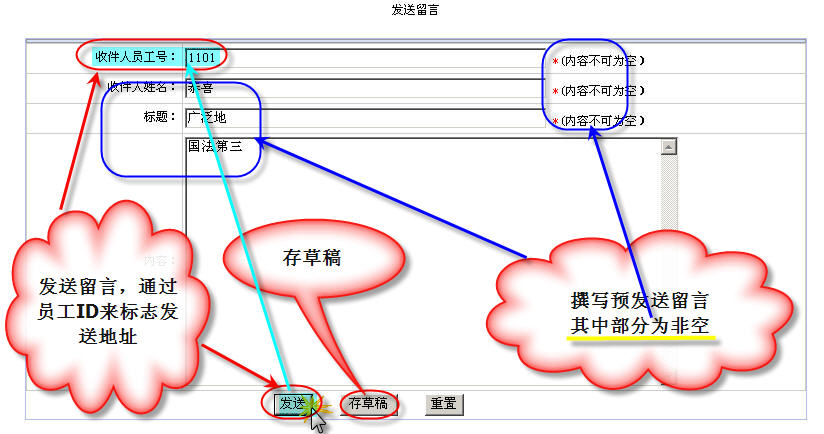 发送留言
收件人员工号：
1101
*(内容不可为空)
收件人姓名：
恭喜
*(内容不可为空)
标题：
广泛地
*(内容不可为空)
国法第三
内容：
发送留言，通过
员工ID来标志发
送地址
存草稿
撰写预发送留言
其中部分为非空
发送
存草稿
重置